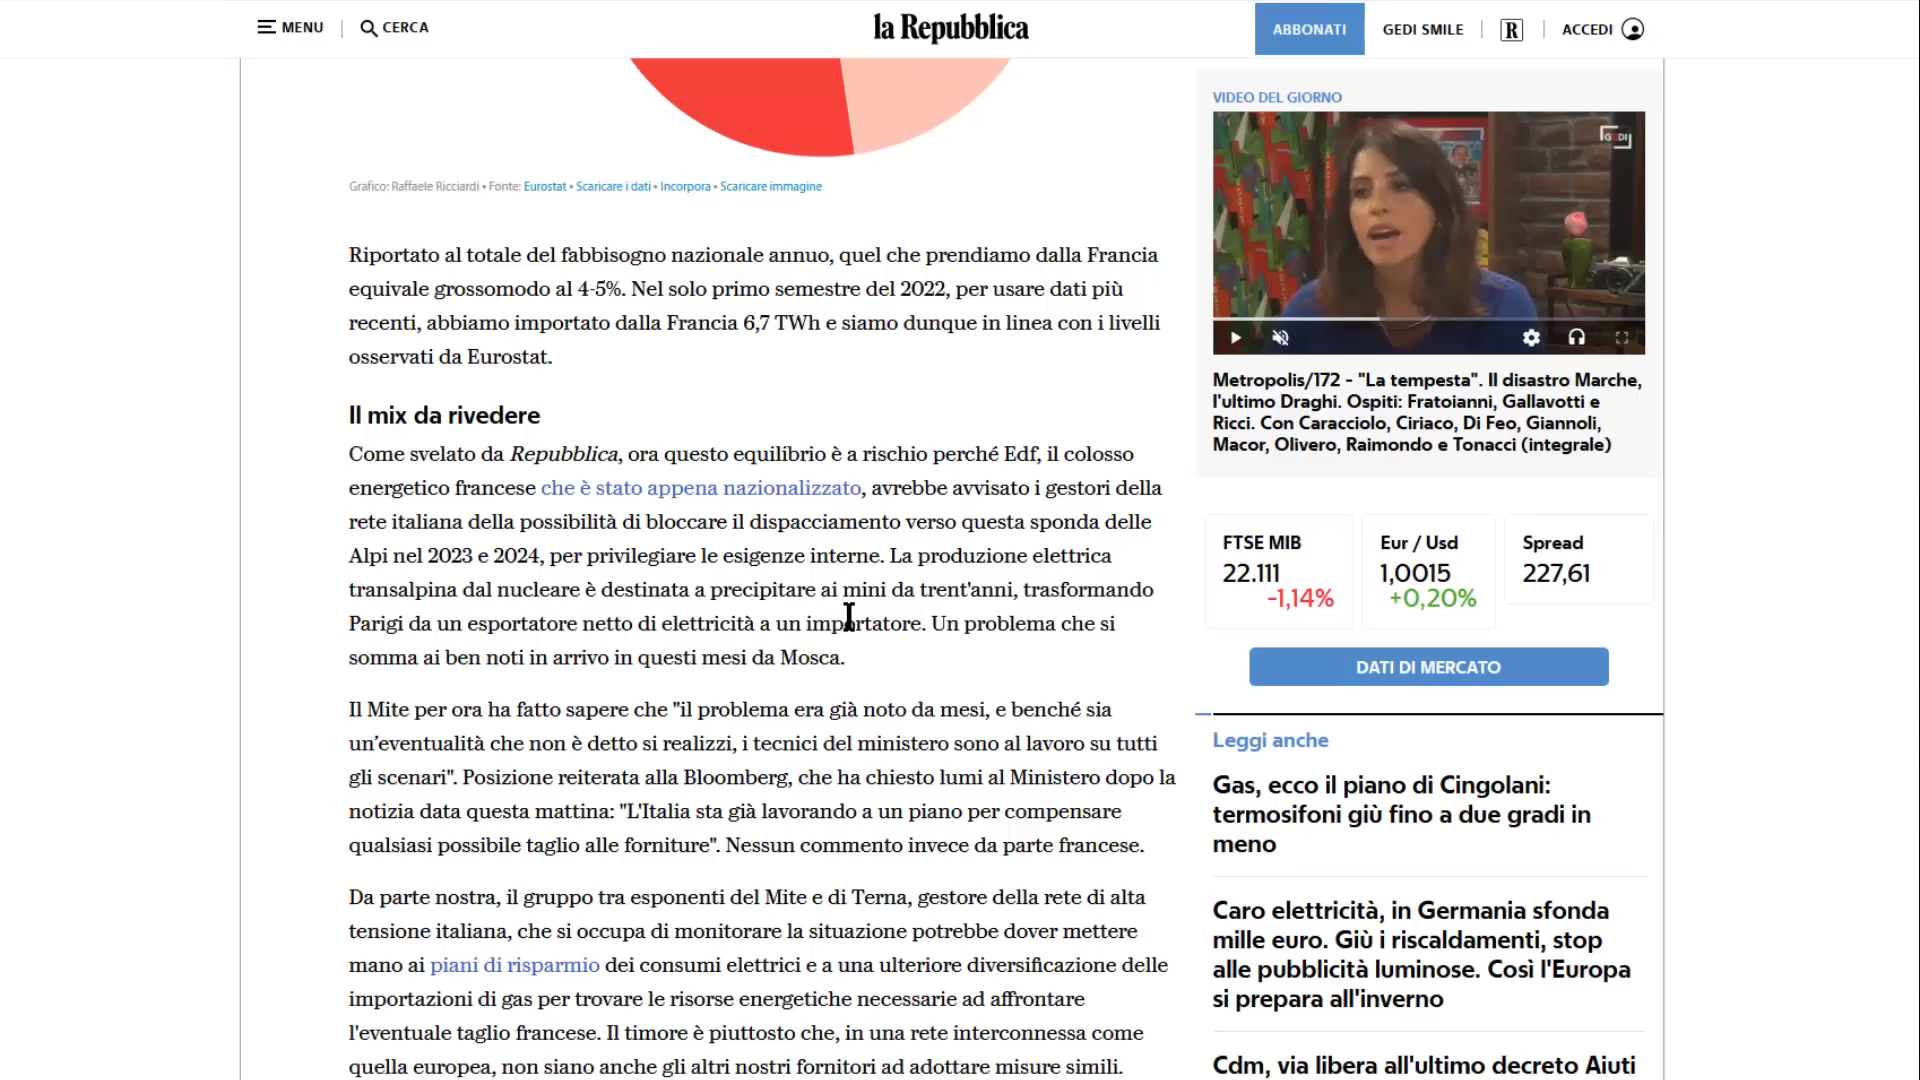 MENU
CERCA
la Repubblica
ABBONATI
GEDI SMILE
R
ACCEDI
Grafico: Raffaele Ricciardi • Fonte: Eurostat • Scaricare i dati • Incorpora • Scaricare immagine
Riportato al totale del fabbisogno nazionale annuo, quel che prendiamo dalla Francia
equivale grossomodo al 4-5%. Nel solo primo semestre del 2022, per usare dati più
recenti, abbiamo importato dalla Francia 6,7 TWh e siamo dunque in linea con i livelli
osservati da Eurostat.
Il mix da rivedere
Come svelato da Repubblica, ora questo equilibrio è a rischio perché Edf, il colosso
energetico francese che è stato appena nazionalizzato, avrebbe avvisato i gestori della
rete italiana della possibilità di bloccare il dispacciamento verso questa sponda delle
Alpi nel 2023 e 2024, per privilegiare le esigenze interne. La produzione elettrica
transalpina dal nucleare è destinata a precipitare ai mini da trent'anni, trasformando
Parigi da un esportatore netto di elettricità a un importatore. Un problema che si
somma ai ben noti in arrivo in questi mesi da Mosca.
Il Mite per ora ha fatto sapere che "il problema era già noto da mesi, e benché sia
un'eventualità che non è detto si realizzi, i tecnici del ministero sono al lavoro su tutti
gli scenari". Posizione reiterata alla Bloomberg, che ha chiesto lumi al Ministero dopo la
notizia data questa mattina: "L'Italia sta già lavorando a un piano per compensare
qualsiasi possibile taglio alle forniture". Nessun commento invece da parte francese.
Da parte nostra, il gruppo tra esponenti del Mite e di Terna, gestore della rete di alta
tensione italiana, che si occupa di monitorare la situazione potrebbe dover mettere
mano ai piani di risparmio dei consumi elettrici e a una ulteriore diversificazione delle
importazioni di gas per trovare le risorse energetiche necessarie ad affrontare
l'eventuale taglio francese. Il timore è piuttosto che, in una rete interconnessa come
quella europea, non siano anche gli altri nostri fornitori ad adottare misure simili.
VIDEO DEL GIORNO
GEDI
Metropolis/172 - "La tempesta". Il disastro Marche,
l'ultimo Draghi. Ospiti: Fratoianni, Gallavotti e
Ricci. Con Caracciolo, Ciriaco, Di Feo, Giannoli,
Macor, Olivero, Raimondo e Tonacci (integrale)
FTSE MIB
22.111
-1,14%
Eur / Usd
1,0015
+0,20%
Spread
227,61
DATI DI MERCATO
Leggi anche
Gas, ecco il piano di Cingolani:
termosifoni giù fino a due gradi in
meno
Caro elettricità, in Germania sfonda
mille euro. Giù i riscaldamenti, stop
alle pubblicità luminose. Così l'Europa
si prepara all'inverno
Cdm, via libera all'ultimo decreto Aiuti